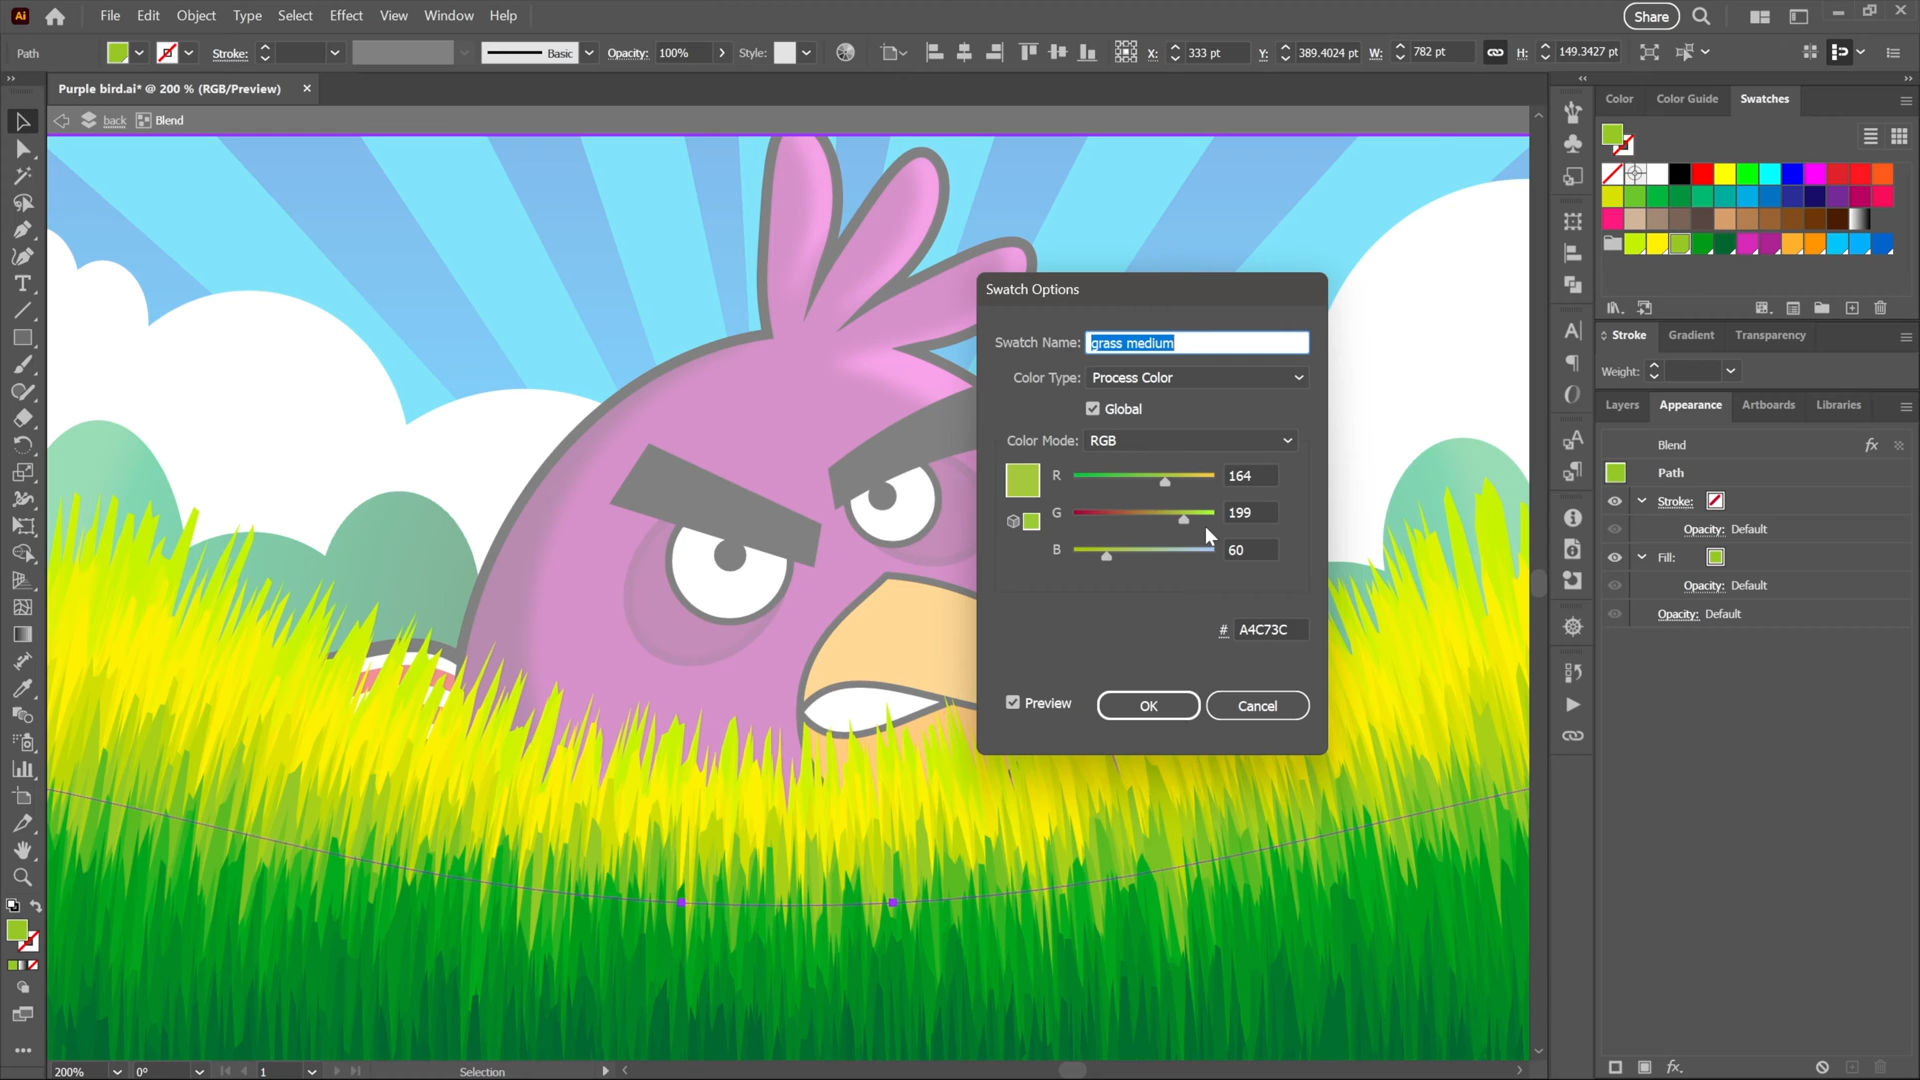 Ai File Edit Object Type Select Effect View Window Help Share
Path Stroke: Basic Opacity: 100% Style: X: 333 pt Y: 389.4024 pt W: 782 pt H: 149.3427 pt
Purple bird.ai* @ 200 % (RGB/Preview) ×
back Blend
Color Color Guide Swatches
Stroke Gradient Transparency
Weight:
Layers Appearance Artboards Libraries
Blend fx
Path
Stroke:
Opacity: Default
Fill:
Opacity: Default
Opacity: Default
Swatch Options
Swatch Name: grass medium
Color Type: Process Color
Global
Color Mode: RGB
R 164
G 199
B 60
# A4C73C
Preview OK Cancel
200% 0° 1 Selection